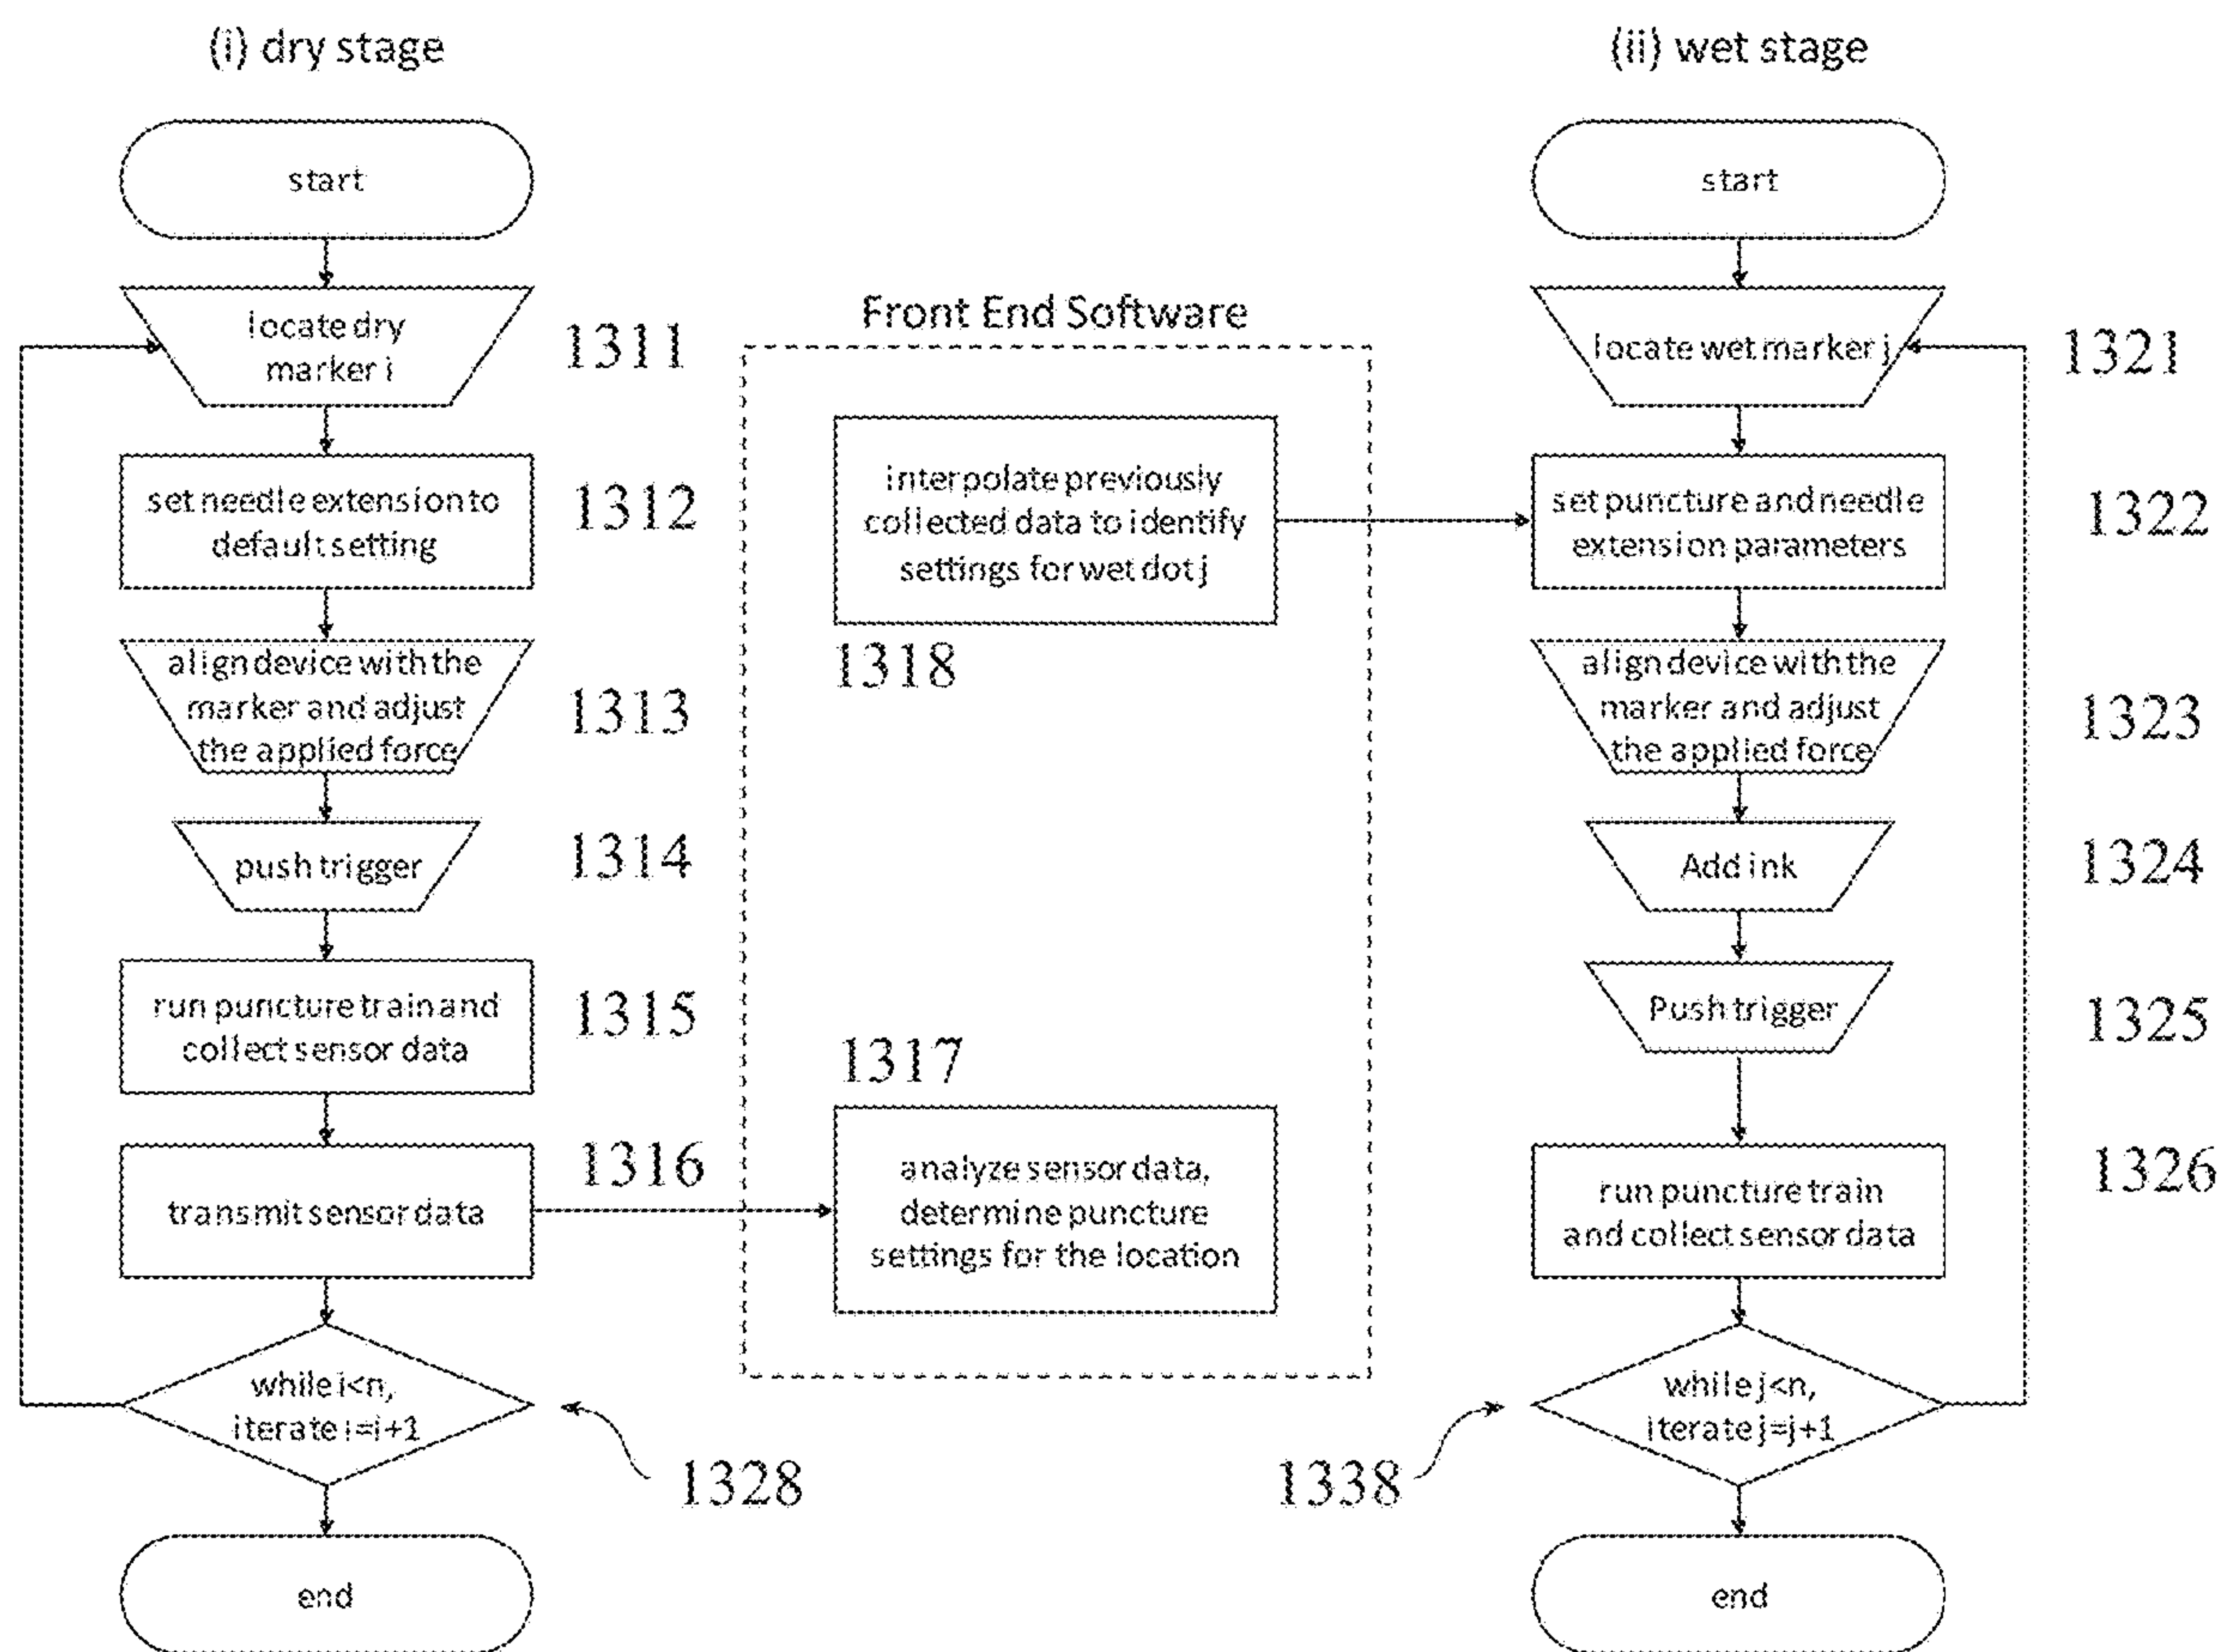 (i) dry stage
start
locate dry
marker i
1311
set needle extension to
default setting
1312
align device with the
marker and adjust
the applied force
1313
push trigger
1314
run puncture train and
collect sensor data
1315
transmit sensor data
1316
while i<n,
iterate i=i+1
1328
end
Front End Software
interpolate previously
collected data to identify
settings for wet dot j
1318
1317
analyze sensor data,
determine puncture
settings for the location
(ii) wet stage
start
locate wet marker j
1321
set puncture and needle
extension parameters
1322
align device with the
marker and adjust
the applied force
1323
Add ink
1324
Push trigger
1325
run puncture train
and collect sensor data
1326
while j<n,
iterate j=j+1
1338
end